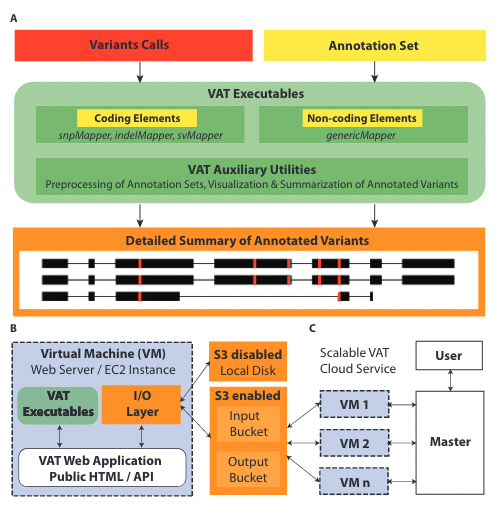 A
Variants Calls
Annotation Set
VAT Executables
Coding Elements
Non-coding Elements
snpMapper, indelMapper, svMapper
genericMapper
VAT Auxiliary Utilities
Preprocessing of Annotation Sets, Visualization & Summarization of Annotated Variants
Detailed Summary of Annotated Variants
B
Virtual Machine (VM)
Web Server / EC2 Instance
VAT
Executables
I/O
Layer
VAT Web Application
Public HTML / API
S3 disabled
Local Disk
S3 enabled
Input
Bucket
Output
Bucket
C
Scalable VAT
Cloud Service
User
VM 1
VM 2
VM n
Master